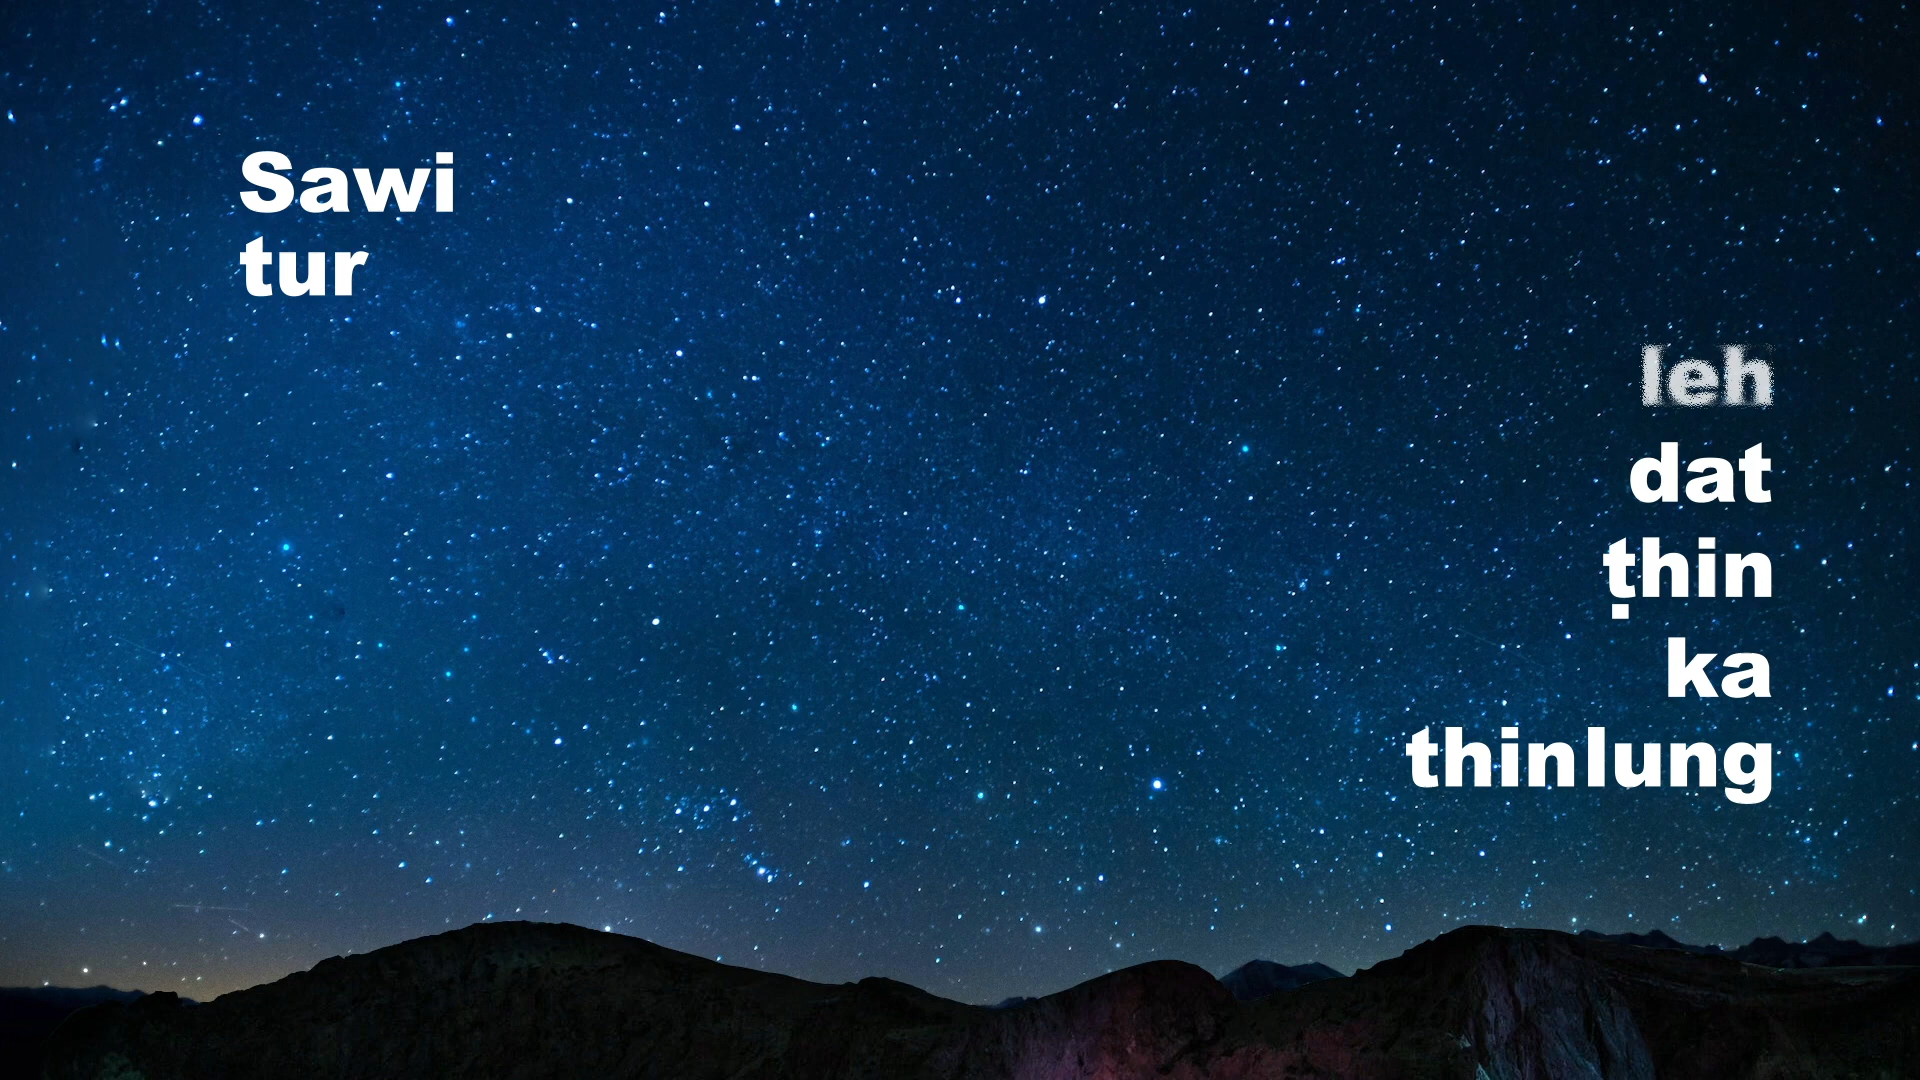 Sawi
tur
leh
dat
ṭhin
ka
thinlung